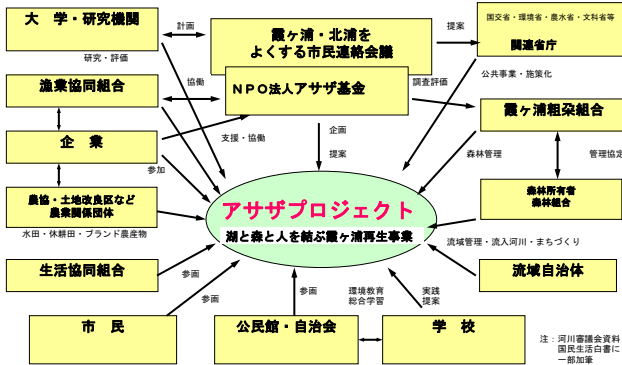 大 学・研究機関
計画
霞ヶ浦・北浦を
よくする市民連絡会議
提案
国交省・環境省・農水省・文科省等
関連省庁
研究・評価
公共事業・施策化
漁業協同組合
協働
NPO法人アサザ基金
調査評価
霞ヶ浦粗朶組合
企 業
支援・協働
企画
提案
森林管理
管理協定
参加
農協・土地改良区など
農業関係団体
水田・休耕田・ブランド農産物
アサザプロジェクト
湖と森と人を結ぶ霞ヶ浦再生事業
森林所有者
森林組合
流域管理・流入河川・まちづくり
生活協同組合
参画
流域自治体
参画
参画
環境教育
総合学習
実践
提案
市 民
公民館・自治会
学 校
注:河川審議会資料
国民生活白書に
一部加筆